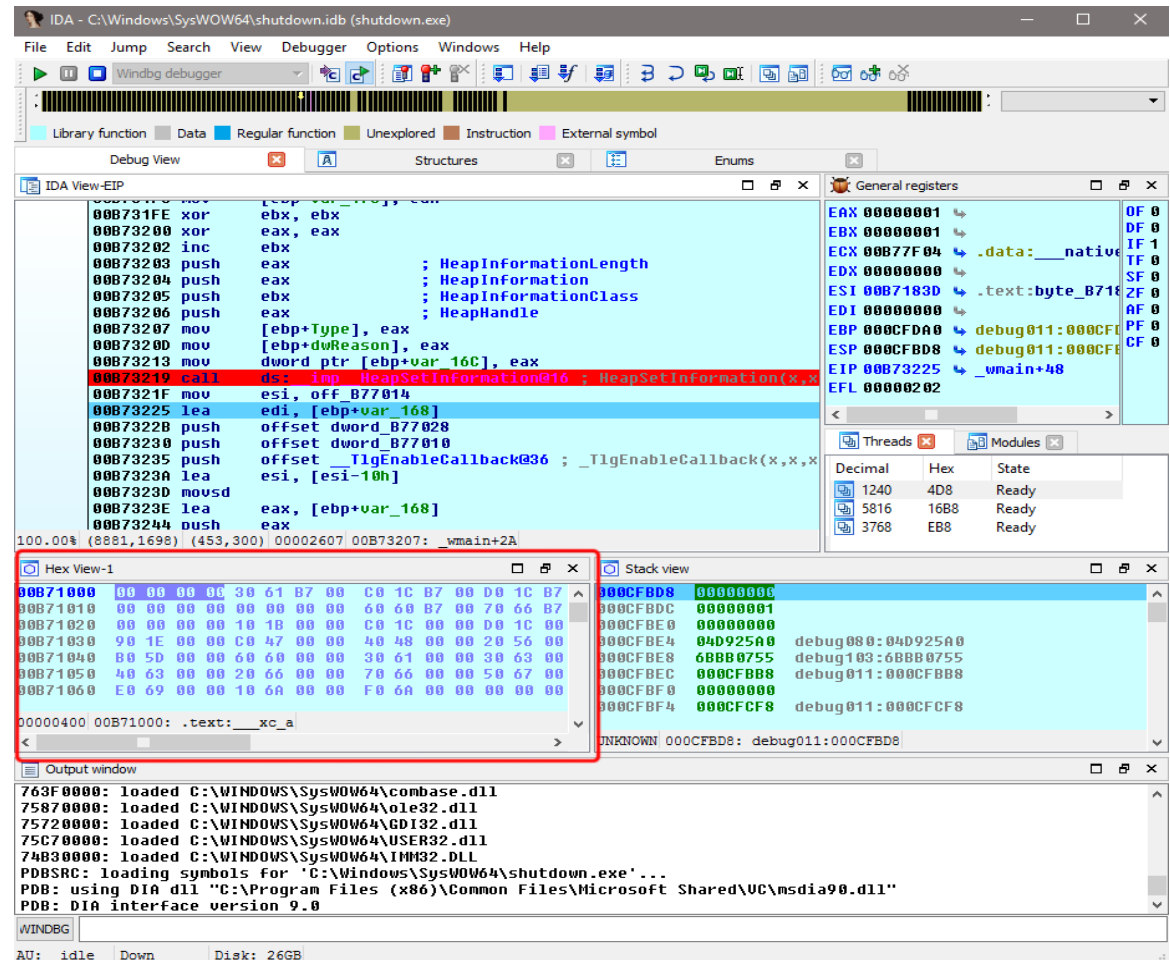 IDA - C:\Windows\SysWOW64\shutdown.idb (shutdown.exe)
File Edit Jump Search View Debugger Options Windows Help
Windbg debugger
Library function Data Regular function Unexplored Instruction External symbol
Debug View Structures Enums
IDA View-EIP
00B731FE xor ebx, ebx
00B73200 xor eax, eax
00B73202 inc ebx
00B73203 push eax ; HeapInformationLength
00B73204 push eax ; HeapInformation
00B73205 push ebx ; HeapInformationClass
00B73206 push eax ; HeapHandle
00B73207 mov [ebp+Type], eax
00B7320D mov [ebp+dwReason], eax
00B73213 mov dword ptr [ebp+var_16C], eax
00B73219 call ds:__imp__HeapSetInformation@16 ; HeapSetInformation(x,x
00B7321F mov esi, off_B77014
00B73225 lea edi, [ebp+var_168]
00B7322B push offset dword_B77028
00B73230 push offset dword_B77010
00B73235 push offset __TlgEnableCallback@36 ; _TlgEnableCallback(x,x,x
00B7323A lea esi, [esi-10h]
00B7323D movsd
00B7323E lea eax, [ebp+var_168]
00B73244 push eax
100.00% (8881,1698) (453,300) 00002607 00B73207: _wmain+2A
General registers
EAX 00000001
EBX 00000001
ECX 00B77F04 .data:___native
EDX 00000000
ESI 00B7183D .text:byte_B718
EDI 00000000
EBP 000CFDA0 debug011:000CFD
ESP 000CFBD8 debug011:000CFB
EIP 00B73225 _wmain+48
EFL 00000202
OF 0
DF 0
IF 1
TF 0
SF 0
ZF 0
AF 0
PF 0
CF 0
Threads Modules
Decimal Hex State
1240 4D8 Ready
5816 16B8 Ready
3768 EB8 Ready
Hex View-1
00B71000 00 00 00 00 30 61 B7 00 C0 1C B7 00 D0 1C B7
00B71010 00 00 00 00 00 00 00 00 60 60 B7 00 70 66 B7
00B71020 00 00 00 00 10 1B 00 00 C0 1C 00 00 D0 1C 00
00B71030 90 1E 00 00 C0 47 00 00 40 48 00 00 20 56 00
00B71040 B0 5D 00 00 60 60 00 00 30 61 00 00 30 63 00
00B71050 40 63 00 00 20 66 00 00 70 66 00 00 50 67 00
00B71060 E0 69 00 00 10 6A 00 00 F0 6A 00 00 00 00 00
00000400 00B71000: .text:___xc_a
Stack view
000CFBD8 00000000
000CFBDC 00000001
000CFBE0 00000000
000CFBE4 04D925A0 debug080:04D925A0
000CFBE8 6BBB0755 debug103:6BBB0755
000CFBEC 000CFBB8 debug011:000CFBB8
000CFBF0 00000000
000CFBF4 000CFCF8 debug011:000CFCF8
UNKNOWN 000CFBD8: debug011:000CFBD8
Output window
763F0000: loaded C:\WINDOWS\SysWOW64\combase.dll
75870000: loaded C:\WINDOWS\SysWOW64\ole32.dll
75720000: loaded C:\WINDOWS\SysWOW64\GDI32.dll
75C70000: loaded C:\WINDOWS\SysWOW64\USER32.dll
74B30000: loaded C:\WINDOWS\SysWOW64\IMM32.DLL
PDBSRC: loading symbols for 'C:\Windows\SysWOW64\shutdown.exe'...
PDB: using DIA dll "C:\Program Files (x86)\Common Files\Microsoft Shared\VC\msdia90.dll"
PDB: DIA interface version 9.0
WINDBG
AU: idle Down Disk: 26GB